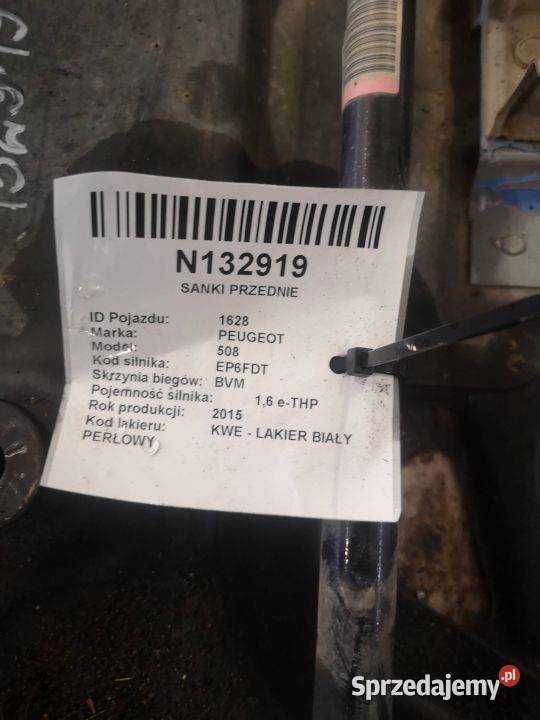 N132919
SANKI PRZEDNIE
ID Pojazdu: 1628
Marka: PEUGEOT
Model: 508
Kod silnika: EP6FDT
Skrzynia biegów: BVM
Pojemność silnika: 1,6 e-THP
Rok produkcji: 2015
Kod lakieru: KWE - LAKIER BIAŁY
PERŁOWY
Sprzedajemy.pl